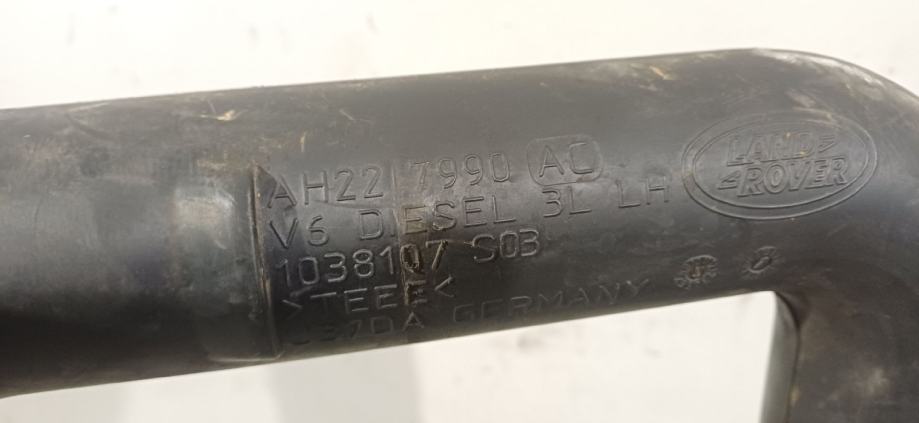 AH22 7990 AC
V6 DIESEL 3L LH
1038107 S03
>TEEE<
GERMANY
LAND
ROVER